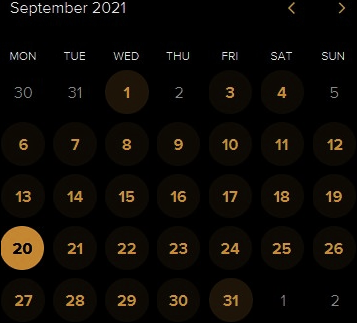 September 2021
MON TUE WED THU FRI SAT SUN
30 31 1 2 3 4 5
6 7 8 9 10 11 12
13 14 15 16 17 18 19
20 21 22 23 24 25 26
27 28 29 30 31 1 2